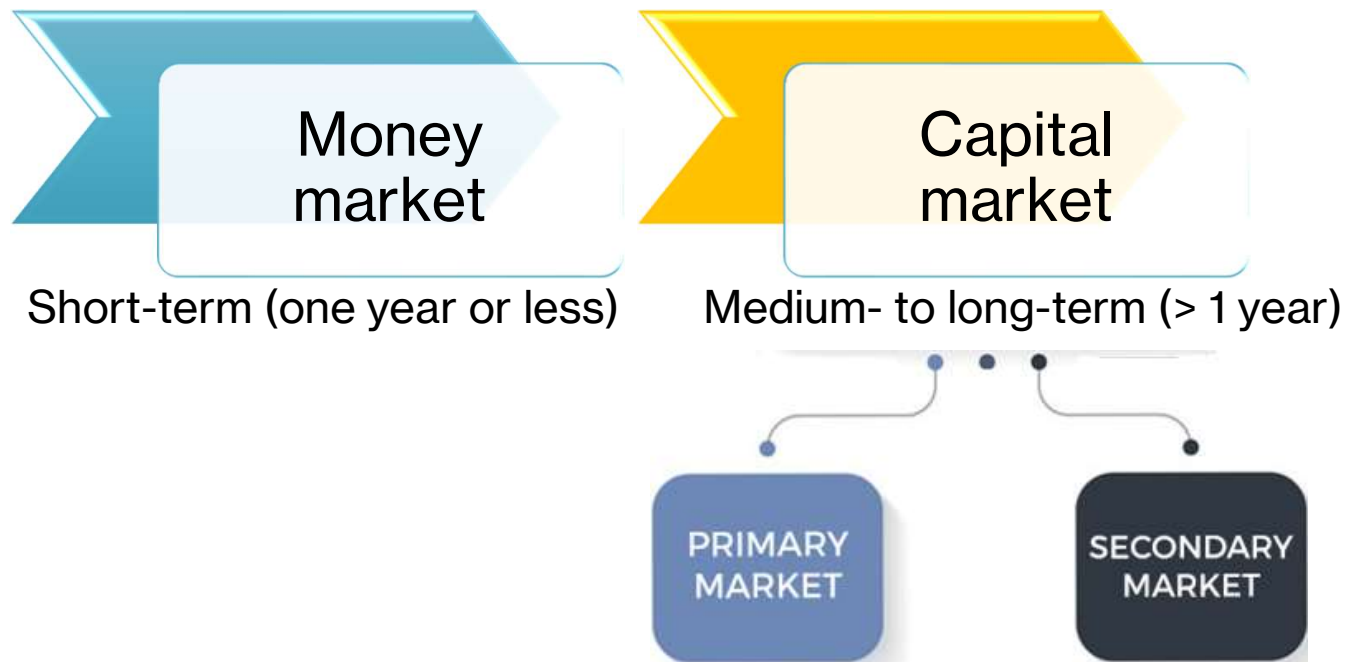 Money
market
Capital
market
Short-term (one year or less)
Medium- to long-term (> 1 year)
PRIMARY
MARKET
SECONDARY
MARKET